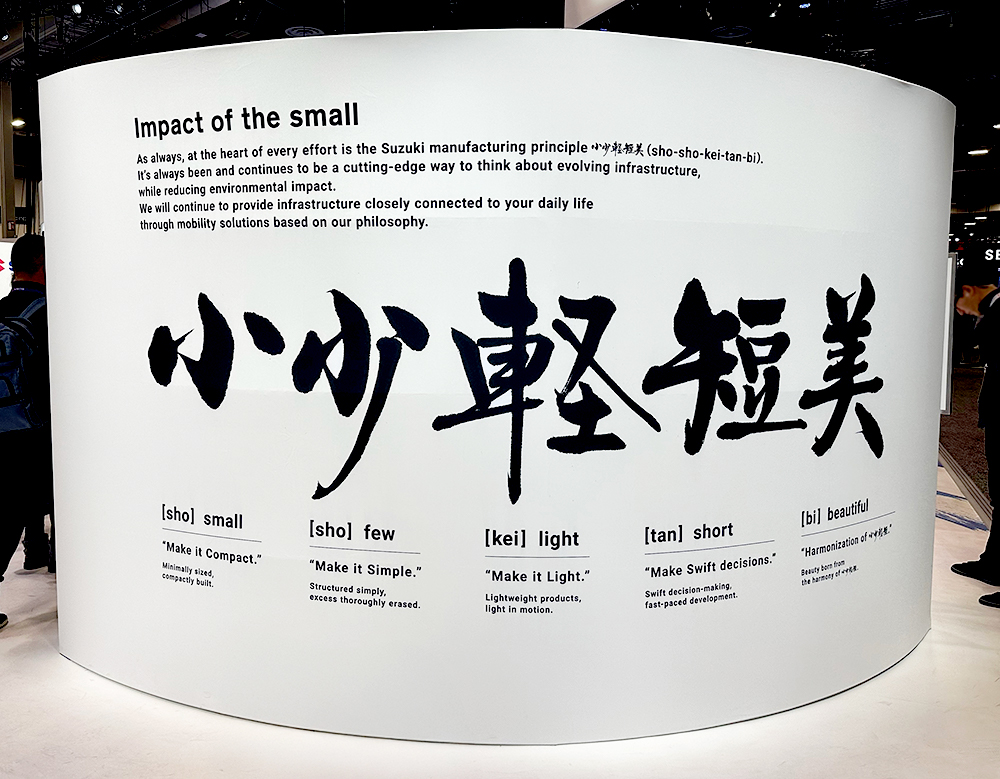 Impact of the small
As always, at the heart of every effort is the Suzuki manufacturing principle 小少軽短美 (sho-sho-kei-tan-bi).
It's always been and continues to be a cutting-edge way to think about evolving infrastructure,
while reducing environmental impact.
We will continue to provide infrastructure closely connected to your daily life
through mobility solutions based on our philosophy.
小少軽短美
[sho] small
"Make it Compact."
Minimally sized,
compactly built.
[sho] few
"Make it Simple."
Structured simply,
excess thoroughly erased.
[kei] light
"Make it Light."
Lightweight products,
light in motion.
[tan] short
"Make Swift decisions."
Swift decision-making,
fast-paced development.
[bi] beautiful
"Harmonization of 小少軽短."
Beauty born from
the harmony of 小少軽短.
SE